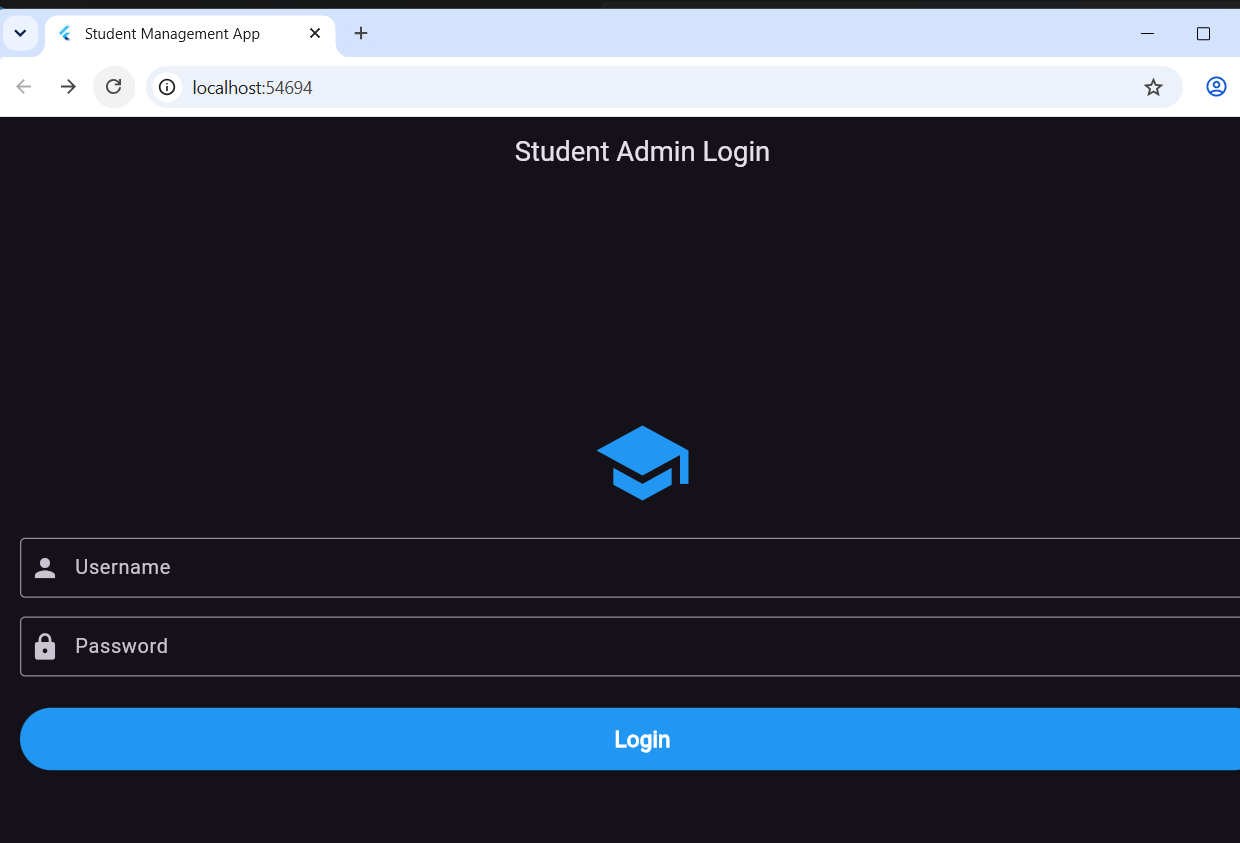 Student Management App
localhost:54694
Student Admin Login
Username
Password
Login